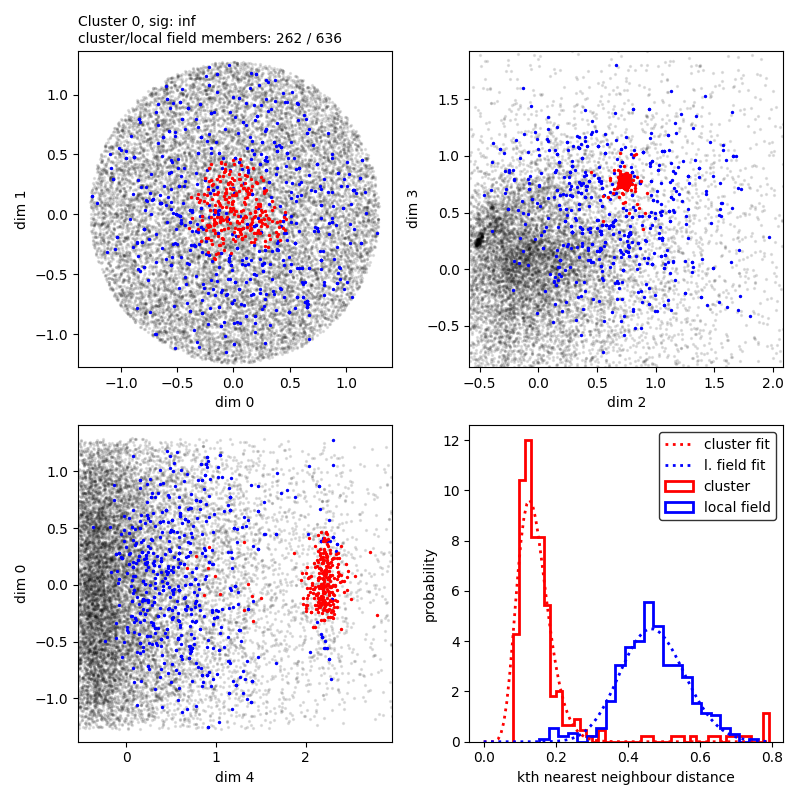 Cluster 0, sig: inf
cluster/local field members: 262 / 636
1.0
0.5
0.0
−0.5
−1.0
dim 1
−1.0 −0.5 0.0 0.5 1.0
dim 0
1.5
1.0
0.5
0.0
−0.5
dim 3
−0.5 0.0 0.5 1.0 1.5 2.0
dim 2
1.0
0.5
0.0
−0.5
−1.0
dim 0
0 1 2
dim 4
12
10
8
6
4
2
0
probability
0.0 0.2 0.4 0.6 0.8
kth nearest neighbour distance
cluster fit
l. field fit
cluster
local field